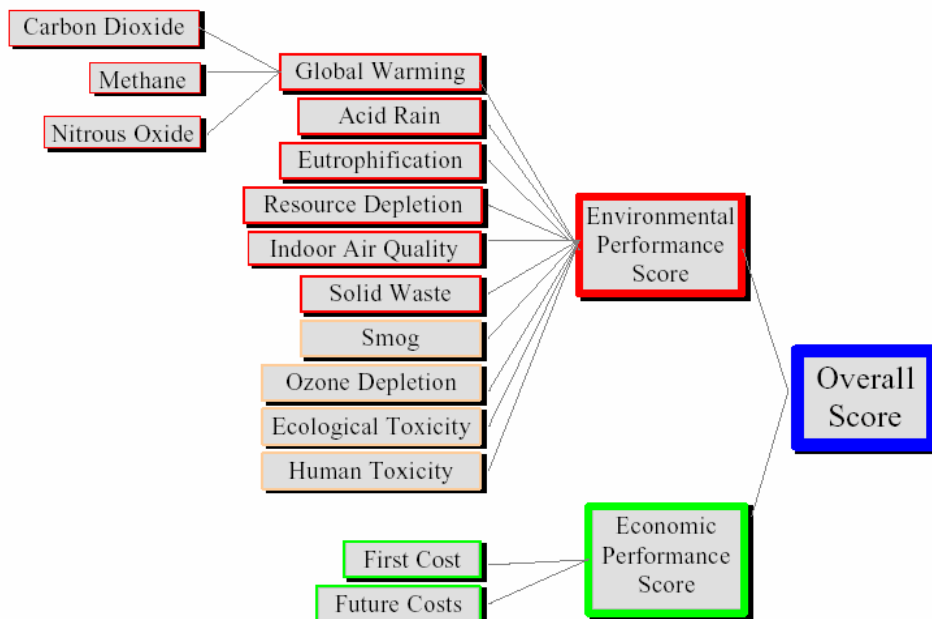 Carbon Dioxide
Methane
Nitrous Oxide
Global Warming
Acid Rain
Eutrophification
Resource Depletion
Indoor Air Quality
Solid Waste
Smog
Ozone Depletion
Ecological Toxicity
Human Toxicity
First Cost
Future Costs
Environmental
Performance
Score
Economic
Performance
Score
Overall
Score